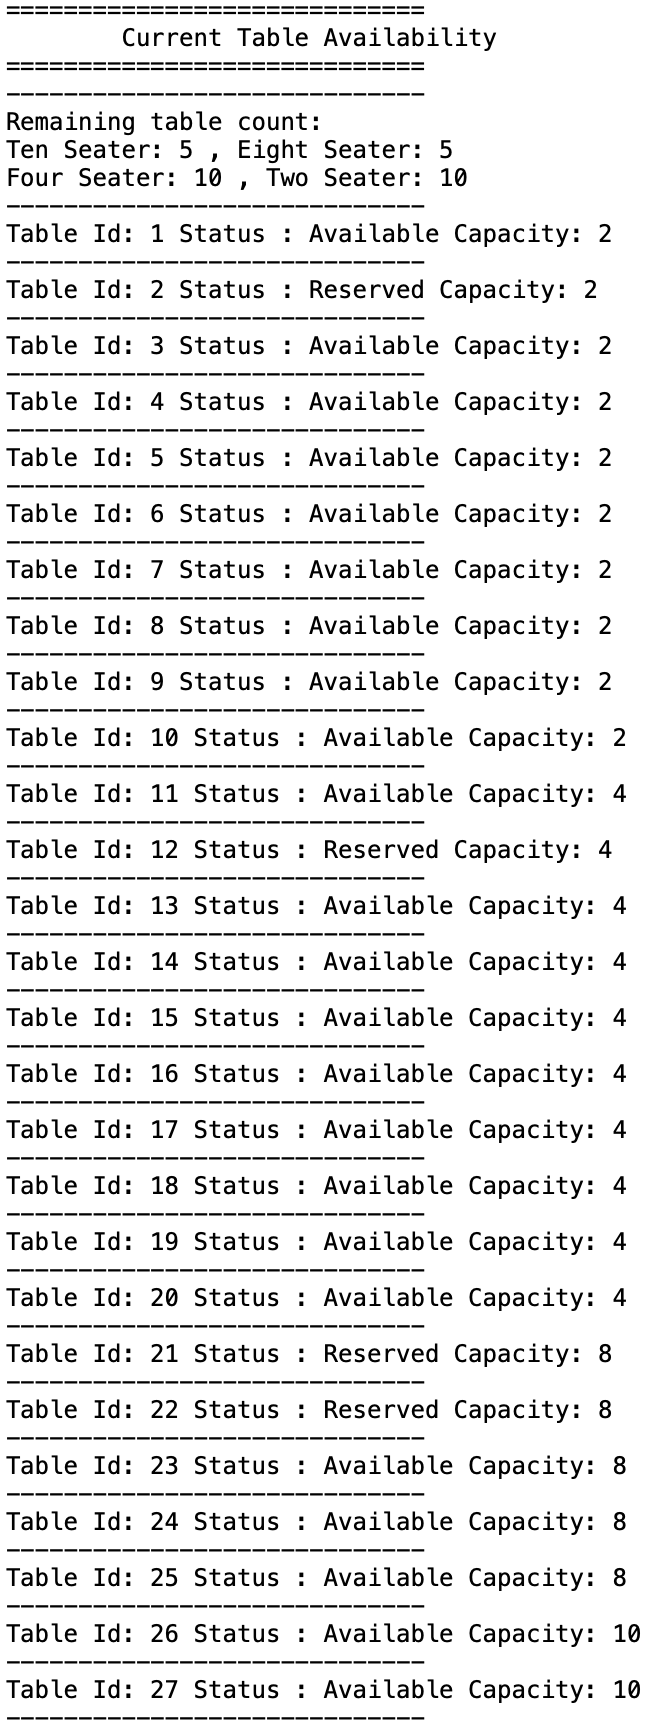 =============================
        Current Table Availability
=============================
-----------------------------
Remaining table count:
Ten Seater: 5 , Eight Seater: 5
Four Seater: 10 , Two Seater: 10
-----------------------------
Table Id: 1 Status : Available Capacity: 2
-----------------------------
Table Id: 2 Status : Reserved Capacity: 2
-----------------------------
Table Id: 3 Status : Available Capacity: 2
-----------------------------
Table Id: 4 Status : Available Capacity: 2
-----------------------------
Table Id: 5 Status : Available Capacity: 2
-----------------------------
Table Id: 6 Status : Available Capacity: 2
-----------------------------
Table Id: 7 Status : Available Capacity: 2
-----------------------------
Table Id: 8 Status : Available Capacity: 2
-----------------------------
Table Id: 9 Status : Available Capacity: 2
-----------------------------
Table Id: 10 Status : Available Capacity: 2
-----------------------------
Table Id: 11 Status : Available Capacity: 4
-----------------------------
Table Id: 12 Status : Reserved Capacity: 4
-----------------------------
Table Id: 13 Status : Available Capacity: 4
-----------------------------
Table Id: 14 Status : Available Capacity: 4
-----------------------------
Table Id: 15 Status : Available Capacity: 4
-----------------------------
Table Id: 16 Status : Available Capacity: 4
-----------------------------
Table Id: 17 Status : Available Capacity: 4
-----------------------------
Table Id: 18 Status : Available Capacity: 4
-----------------------------
Table Id: 19 Status : Available Capacity: 4
-----------------------------
Table Id: 20 Status : Available Capacity: 4
-----------------------------
Table Id: 21 Status : Reserved Capacity: 8
-----------------------------
Table Id: 22 Status : Reserved Capacity: 8
-----------------------------
Table Id: 23 Status : Available Capacity: 8
-----------------------------
Table Id: 24 Status : Available Capacity: 8
-----------------------------
Table Id: 25 Status : Available Capacity: 8
-----------------------------
Table Id: 26 Status : Available Capacity: 10
-----------------------------
Table Id: 27 Status : Available Capacity: 10
-----------------------------